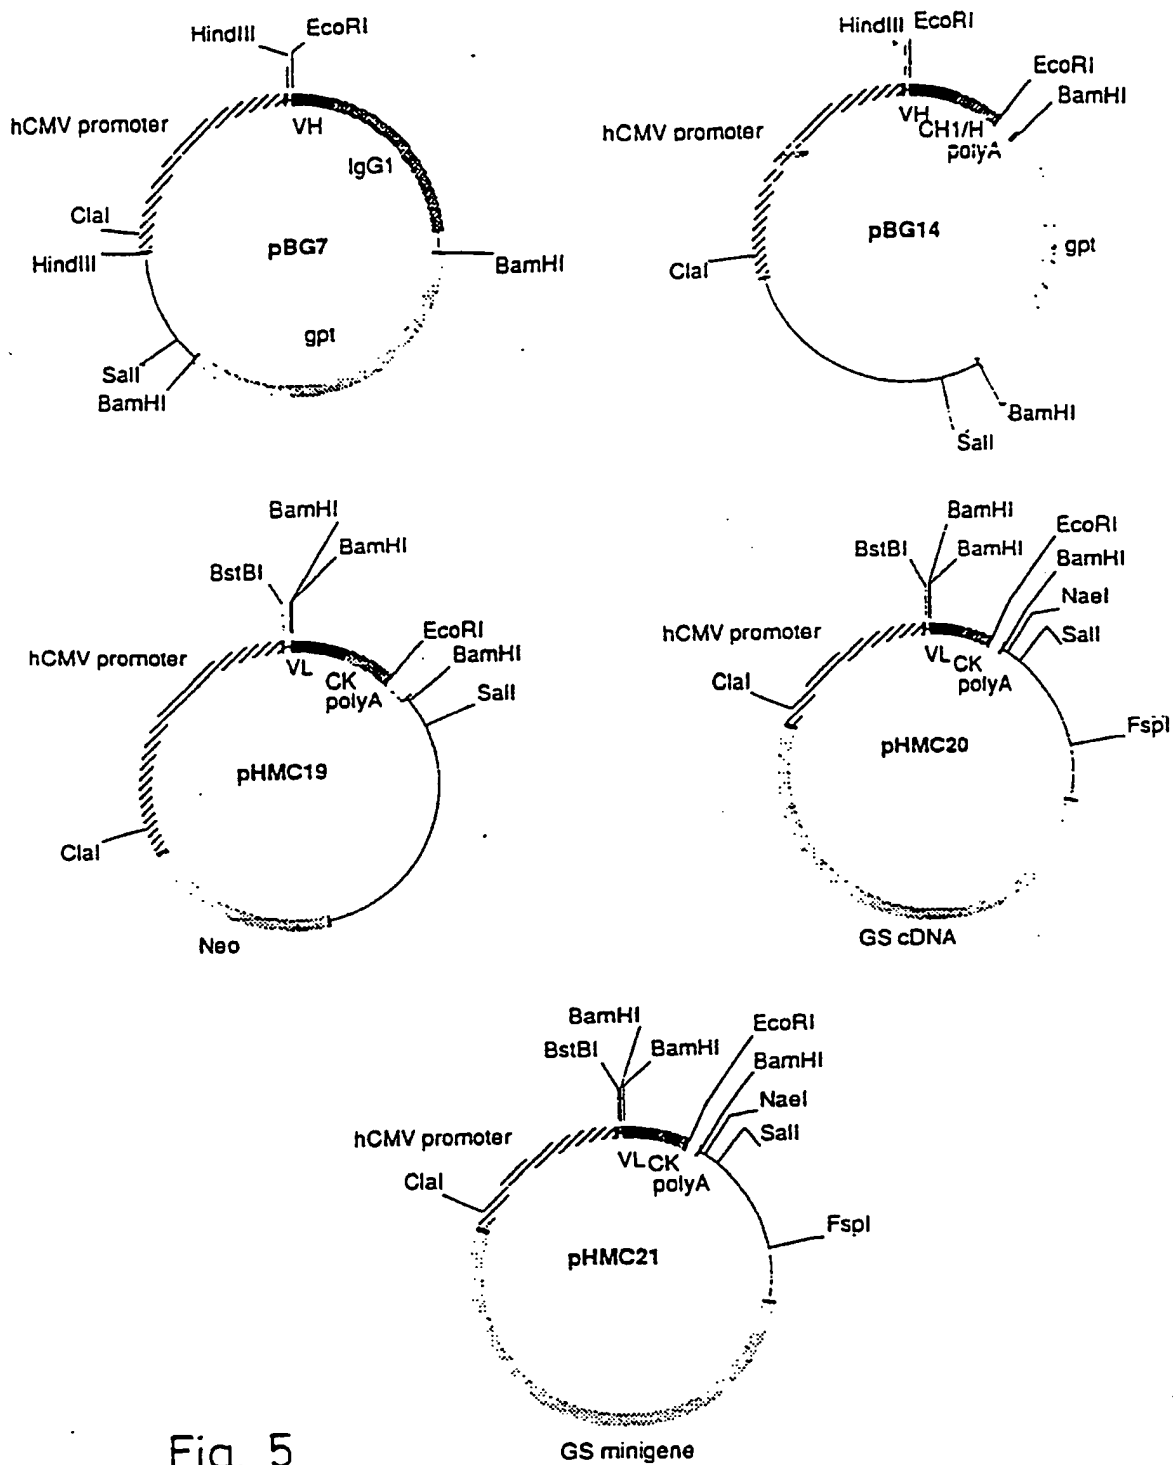 HindIII
EcoRI
hCMV promoter
VH
IgG1
ClaI
pBG7
HindIII
BamHI
gpt
SalI
BamHI
HindIII
EcoRI
EcoRI
BamHI
hCMV promoter
VH
CH1/H
polyA
pBG14
gpt
ClaI
BamHI
SalI
BamHI
BamHI
BstBI
EcoRI
hCMV promoter
BamHI
VL
CK
polyA
SalI
pHMC19
ClaI
Neo
BamHI
EcoRI
BstBI
BamHI
BamHI
NaeI
hCMV promoter
SalI
VL
CK
polyA
ClaI
FspI
pHMC20
GS cDNA
BamHI
EcoRI
BstBI
BamHI
BamHI
NaeI
hCMV promoter
SalI
VL
CK
polyA
ClaI
FspI
pHMC21
Fig. 5
GS minigene